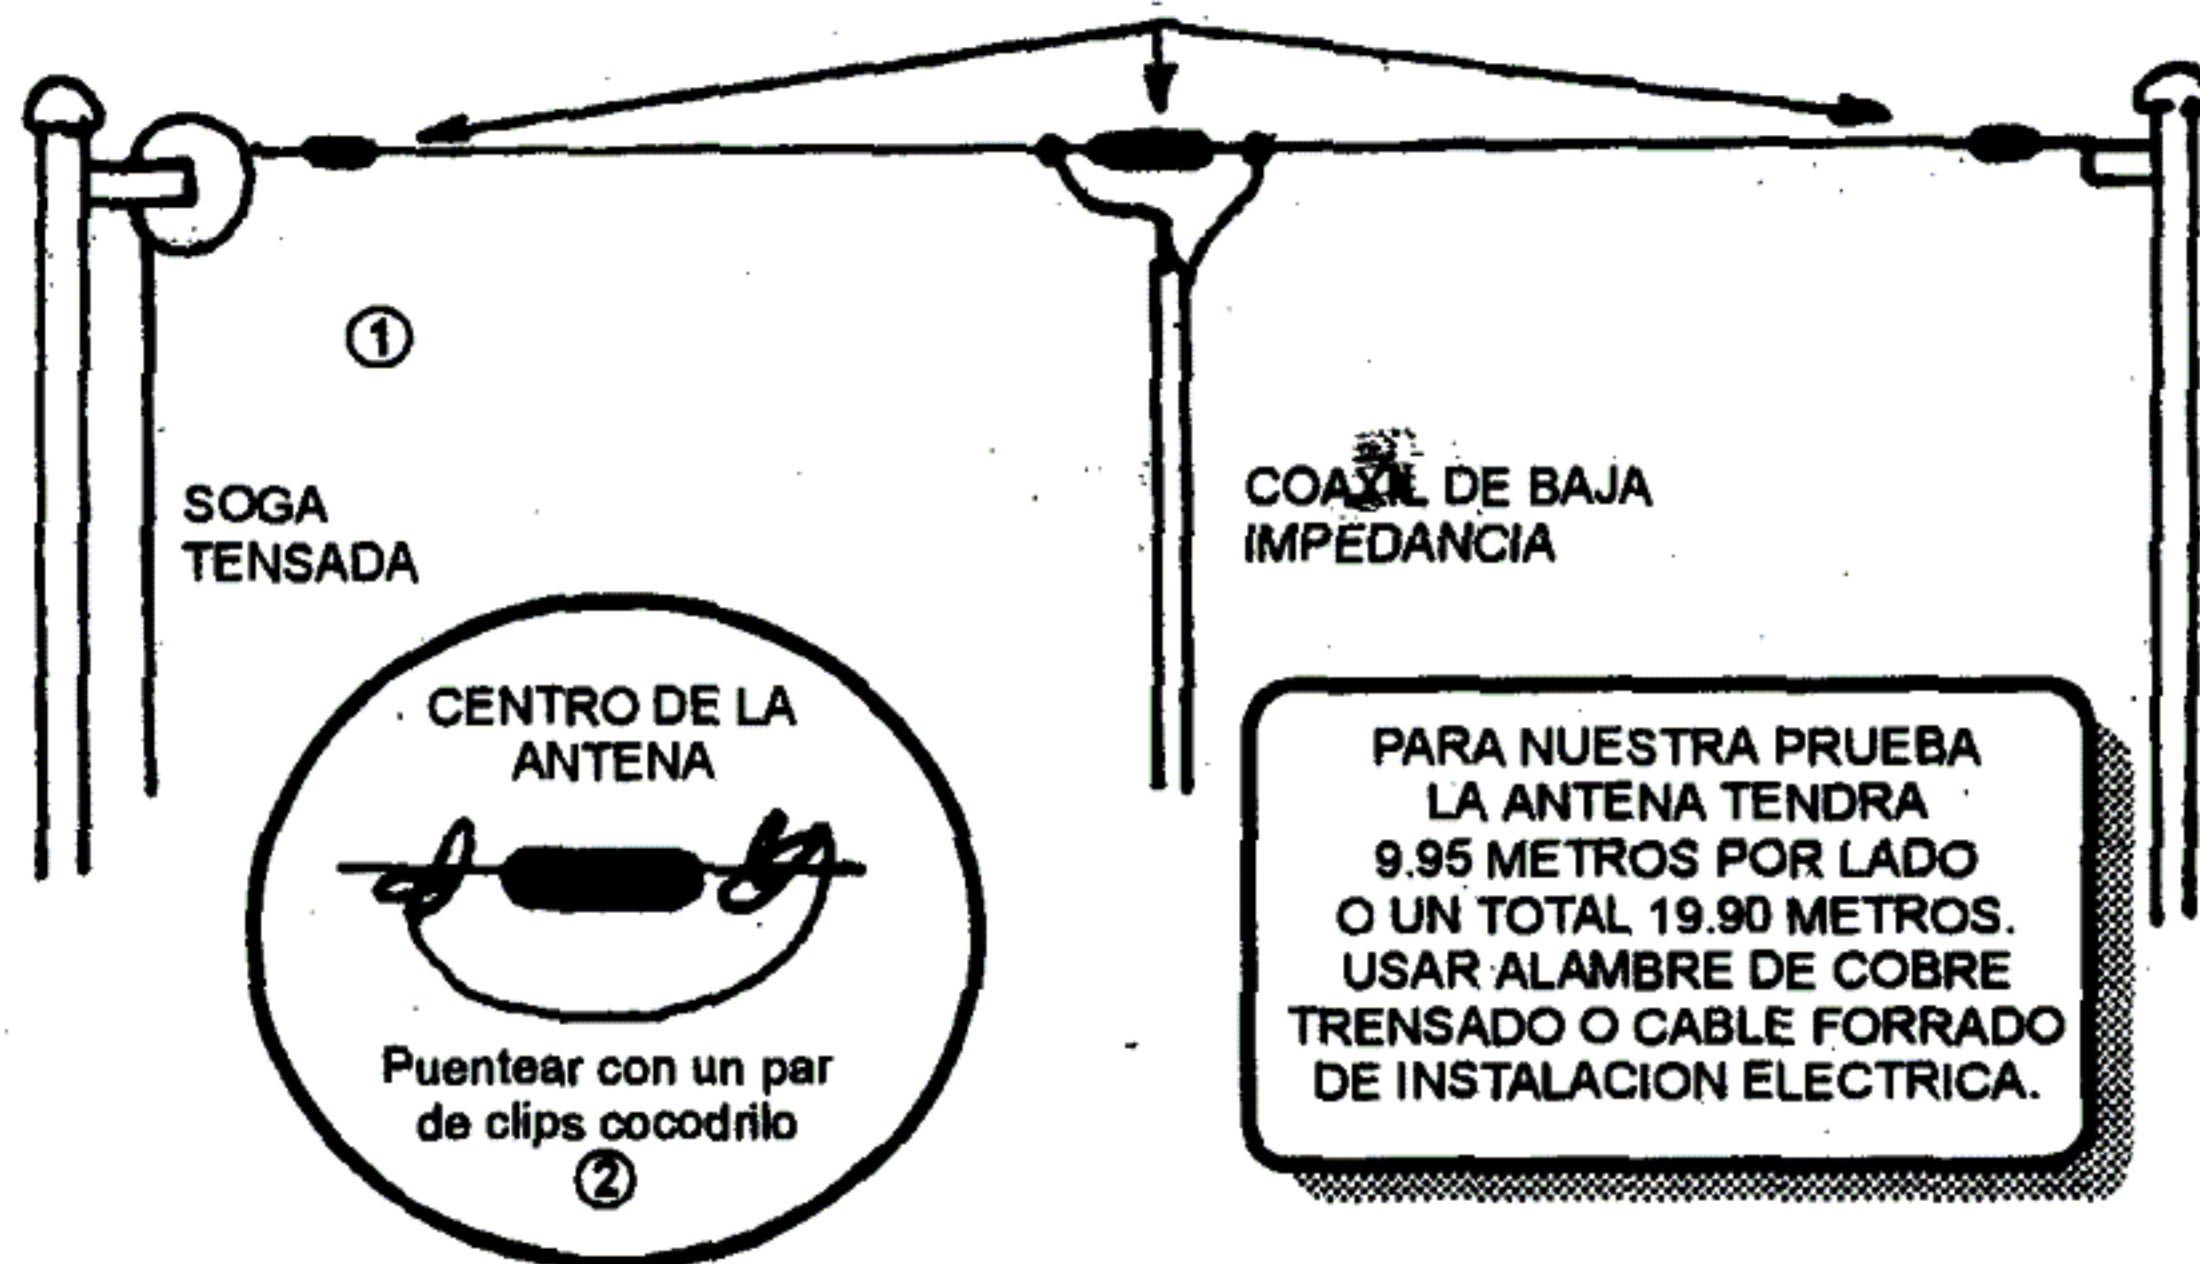 ①
SOGA
TENSADA
COAXIL DE BAJA
IMPEDANCIA
CENTRO DE LA
ANTENA
Puentear con un par
de clips cocodrilo
②
PARA NUESTRA PRUEBA
LA ANTENA TENDRA
9.95 METROS POR LADO
O UN TOTAL 19.90 METROS.
USAR ALAMBRE DE COBRE
TRENSADO O CABLE FORRADO
DE INSTALACION ELECTRICA.